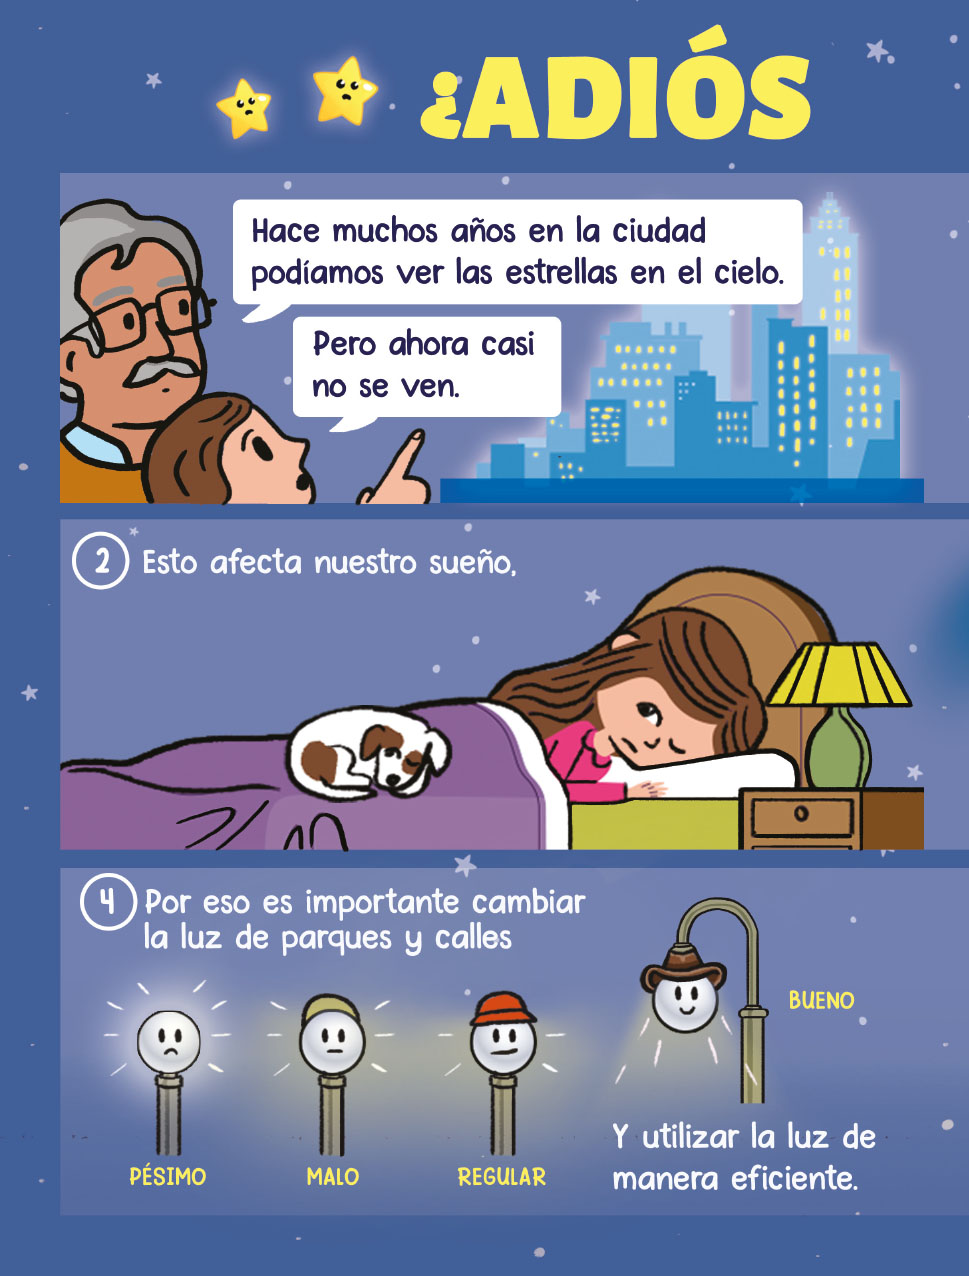 ¿ADIÓS
Hace muchos años en la ciudad
podíamos ver las estrellas en el cielo.
Pero ahora casi
no se ven.
2 Esto afecta nuestro sueño,
4 Por eso es importante cambiar
la luz de parques y calles
BUENO
PÉSIMO
MALO
REGULAR
Y utilizar la luz de
manera eficiente.